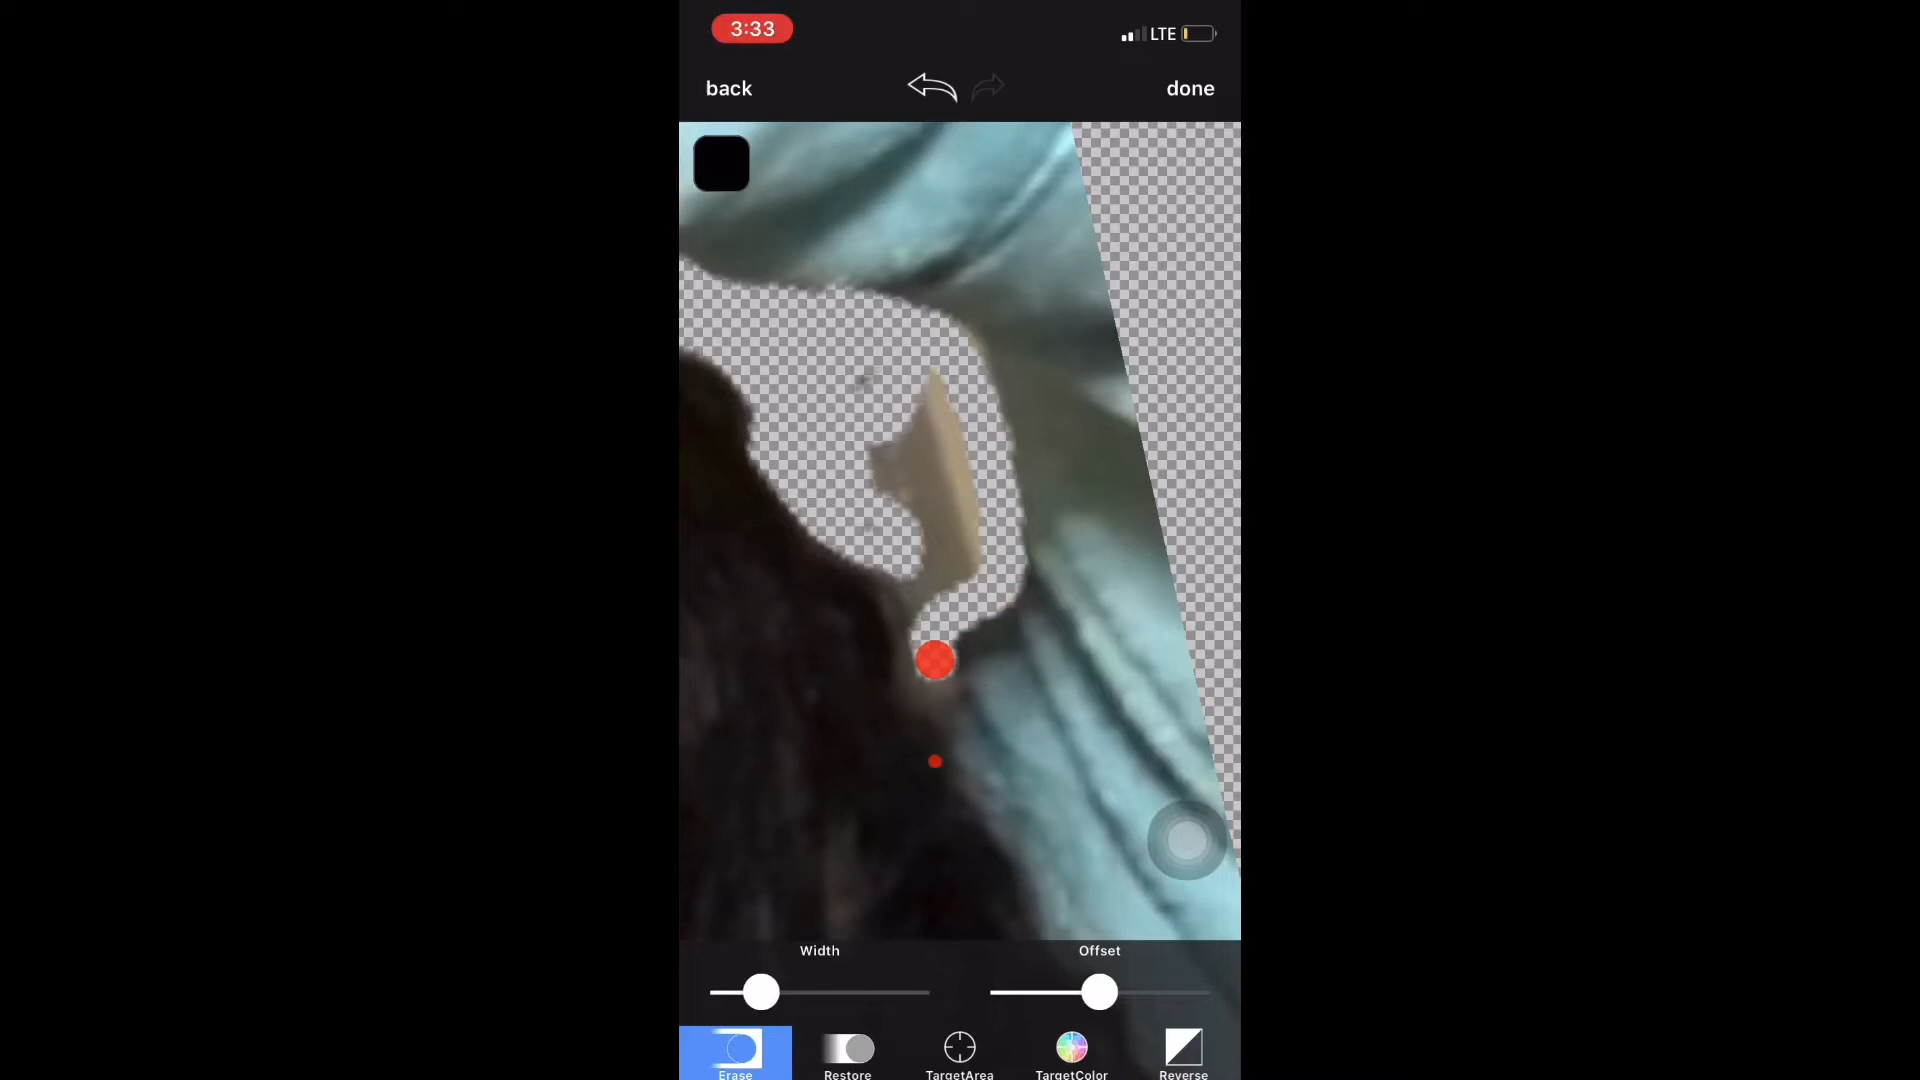 3:33
LTE
back
done
Width
Offset
Erase
Restore
TargetArea
TargetColor
Reverse